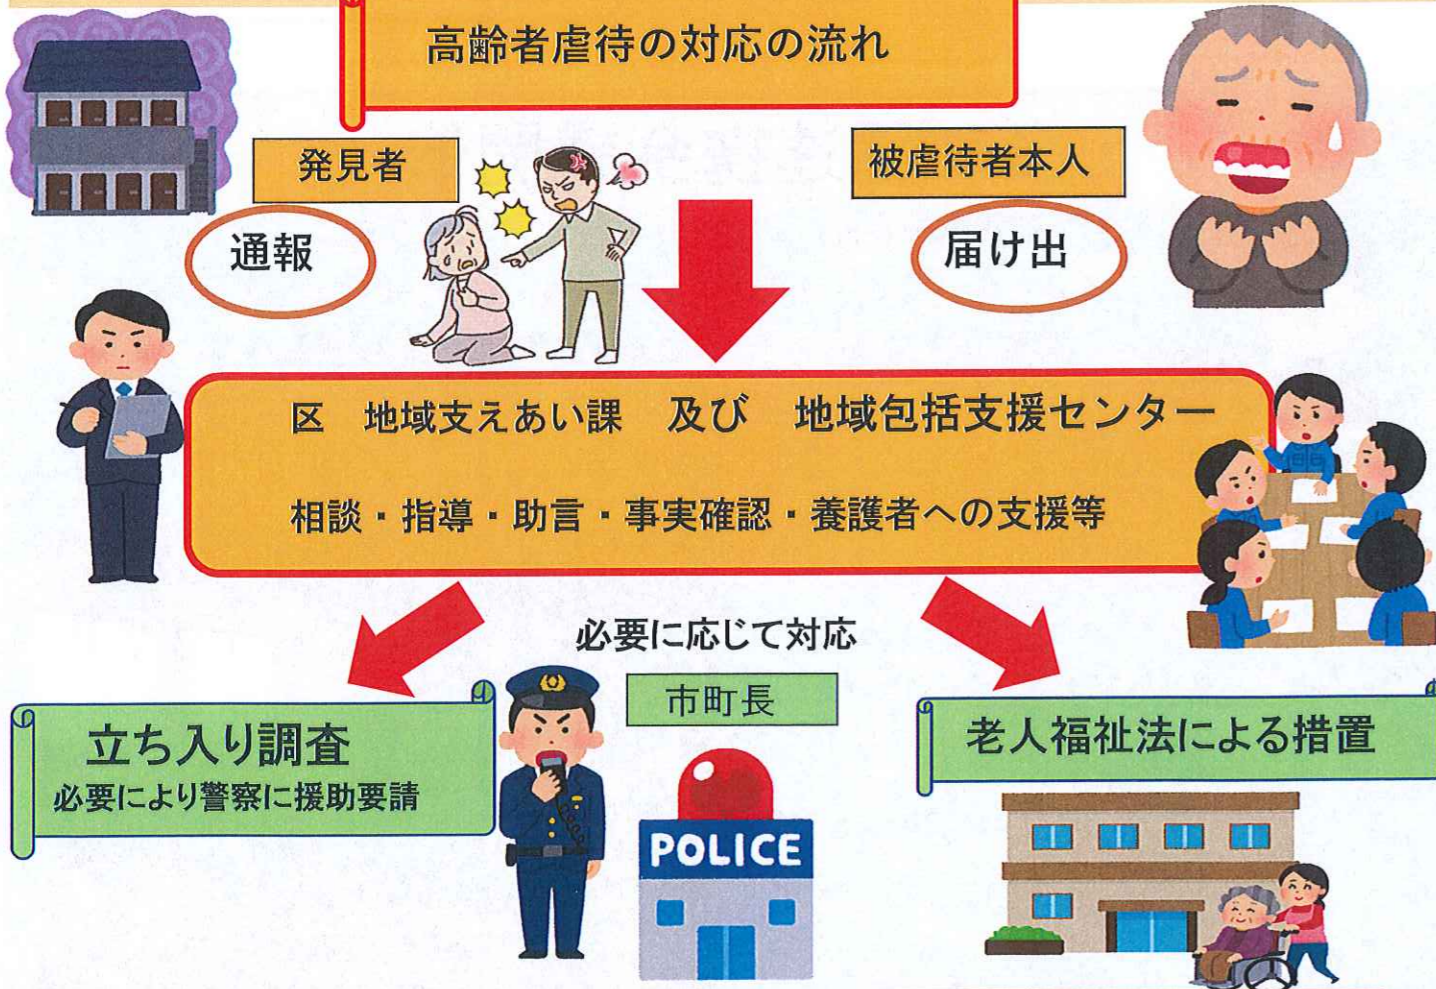 高齢者虐待の対応の流れ
発見者
被虐待者本人
通報
届け出
区 地域支えあい課 及び 地域包括支援センター
相談・指導・助言・事実確認・養護者への支援等
必要に応じて対応
市町長
立ち入り調査
必要により警察に援助要請
老人福祉法による措置
POLICE